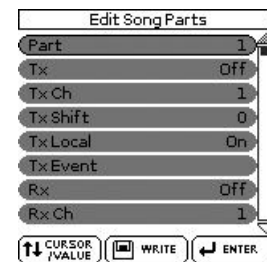 Edit Song Parts
Part 1
Tx Off
Tx Ch 1
Tx Shift 0
Tx Local On
Tx Event
Rx Off
Rx Ch 1
↑↓ CURSOR /VALUE WRITE ↵ ENTER